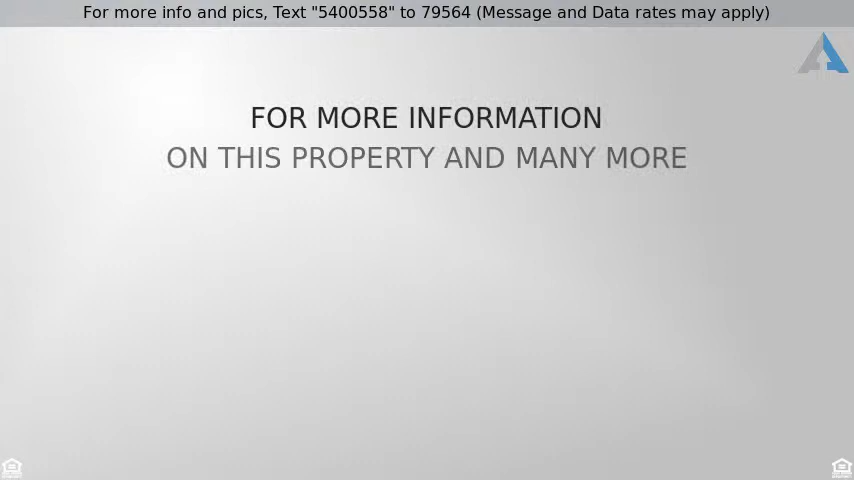 For more info and pics, Text "5400558" to 79564 (Message and Data rates may apply)
FOR MORE INFORMATION
ON THIS PROPERTY AND MANY MORE